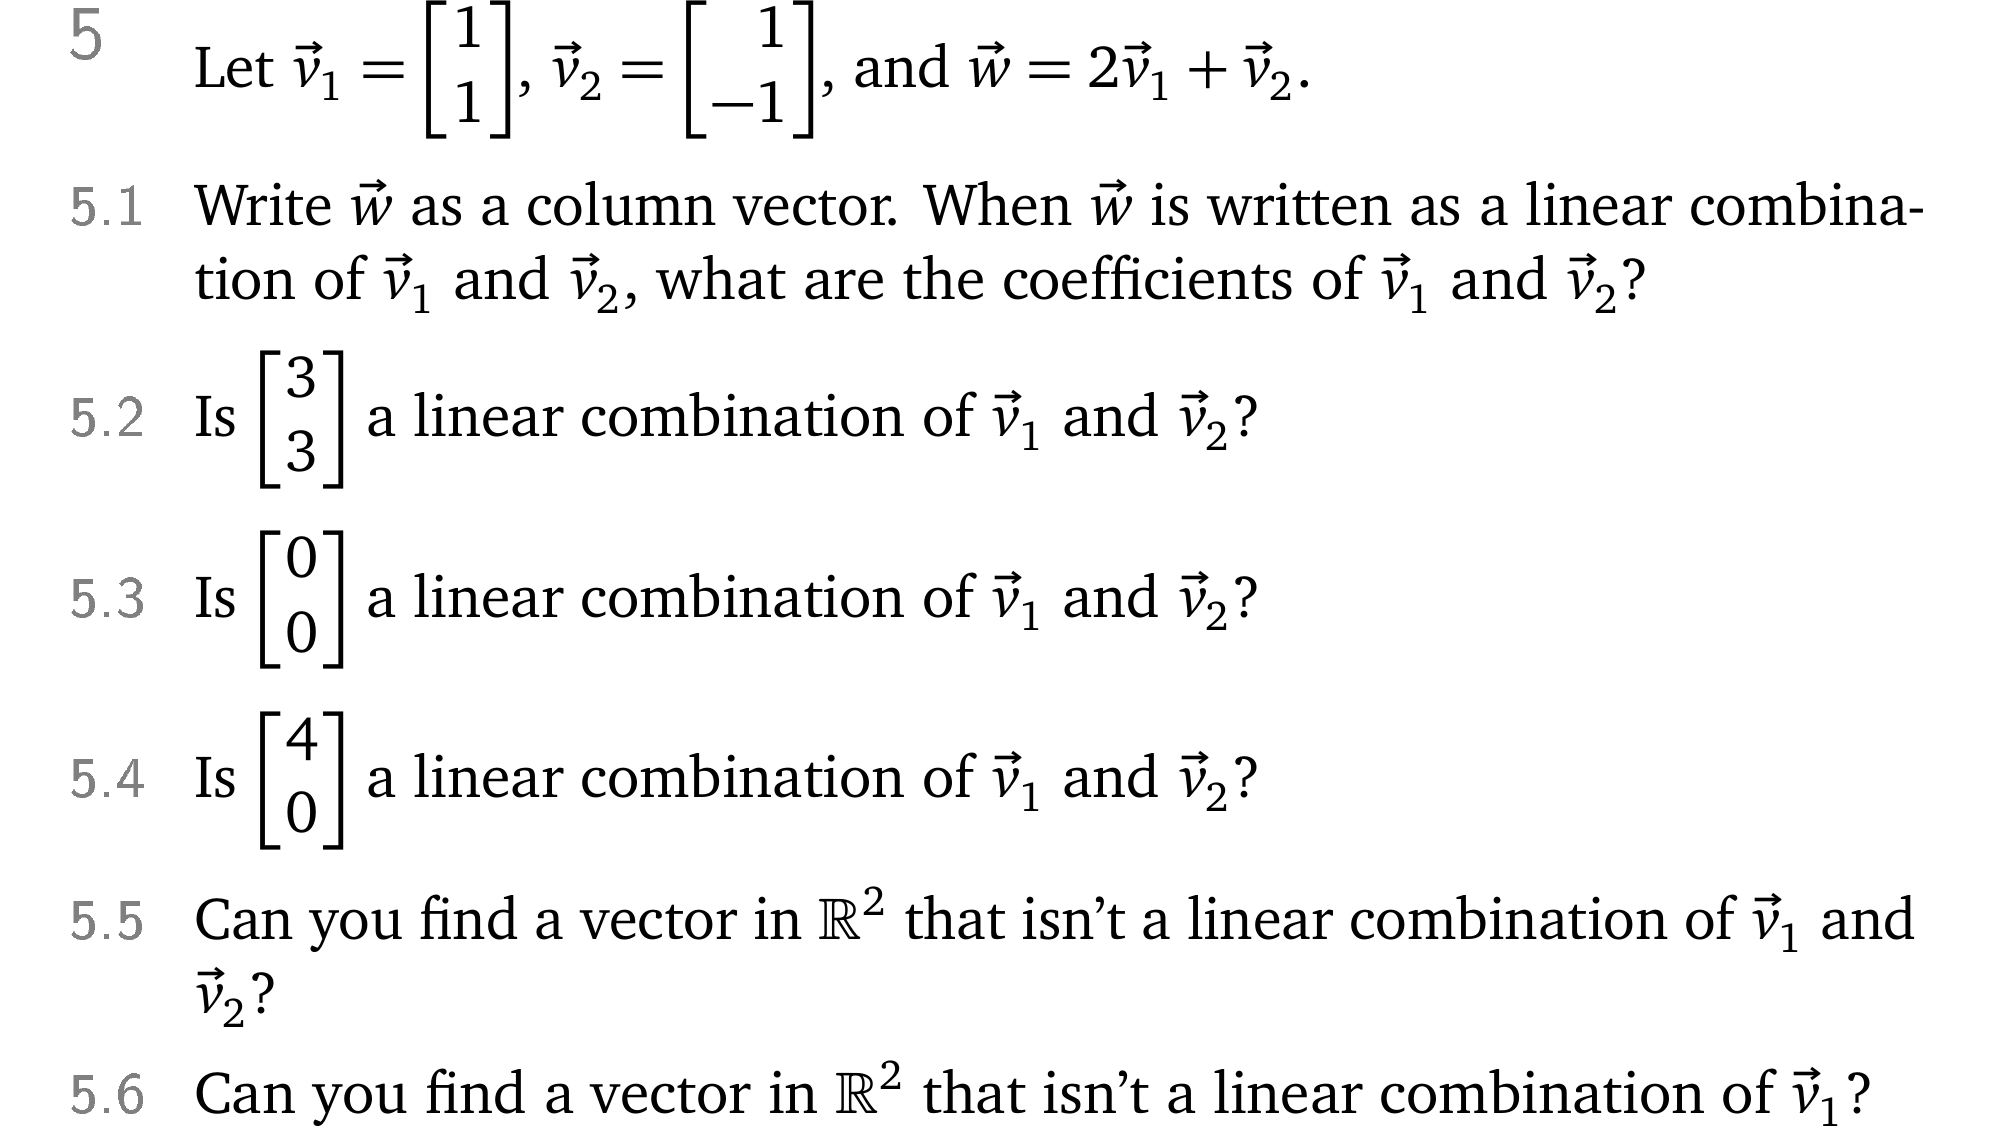 5 Let $\vec{v}_1 = \begin{bmatrix} 1 \\ 1 \end{bmatrix}$, $\vec{v}_2 = \begin{bmatrix} 1 \\ -1 \end{bmatrix}$, and $\vec{w} = 2\vec{v}_1 + \vec{v}_2$.
5.1 Write $\vec{w}$ as a column vector. When $\vec{w}$ is written as a linear combina-
tion of $\vec{v}_1$ and $\vec{v}_2$, what are the coefficients of $\vec{v}_1$ and $\vec{v}_2$?
5.2 Is $\begin{bmatrix} 3 \\ 3 \end{bmatrix}$ a linear combination of $\vec{v}_1$ and $\vec{v}_2$?
5.3 Is $\begin{bmatrix} 0 \\ 0 \end{bmatrix}$ a linear combination of $\vec{v}_1$ and $\vec{v}_2$?
5.4 Is $\begin{bmatrix} 4 \\ 0 \end{bmatrix}$ a linear combination of $\vec{v}_1$ and $\vec{v}_2$?
5.5 Can you find a vector in $\mathbb{R}^2$ that isn't a linear combination of $\vec{v}_1$ and
$\vec{v}_2$?
5.6 Can you find a vector in $\mathbb{R}^2$ that isn't a linear combination of $\vec{v}_1$?